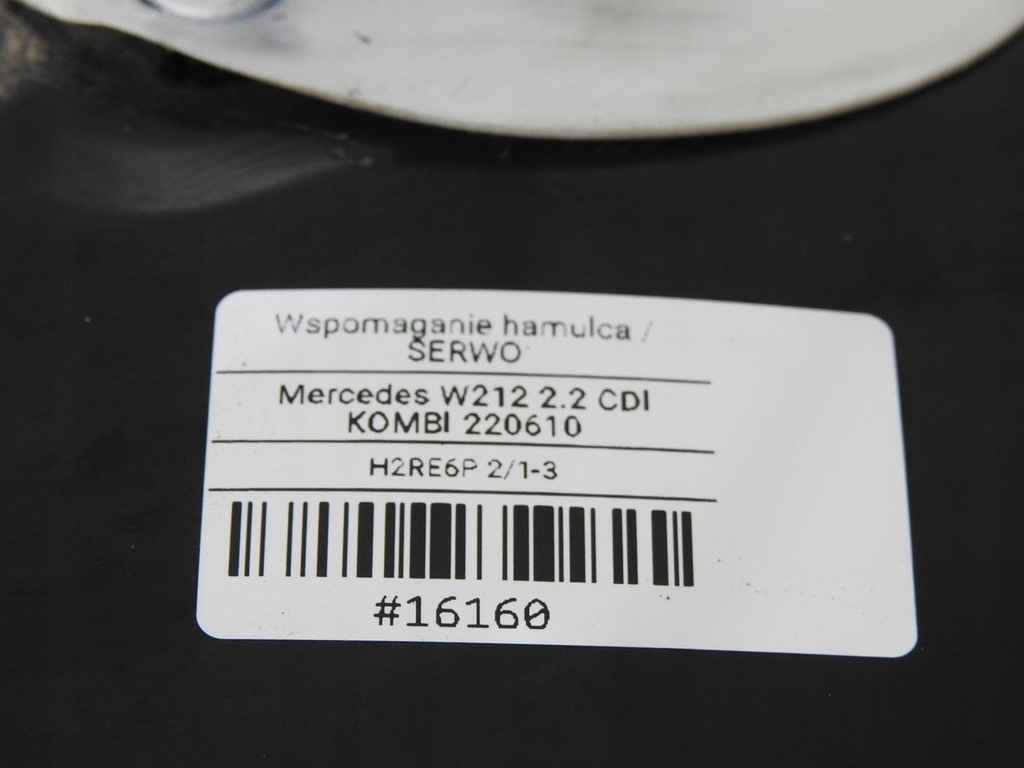 Wspomaganie hamulca /
SERWO
Mercedes W212 2.2 CDI
KOMBI 220610
H2RE6P 2/1-3
#16160